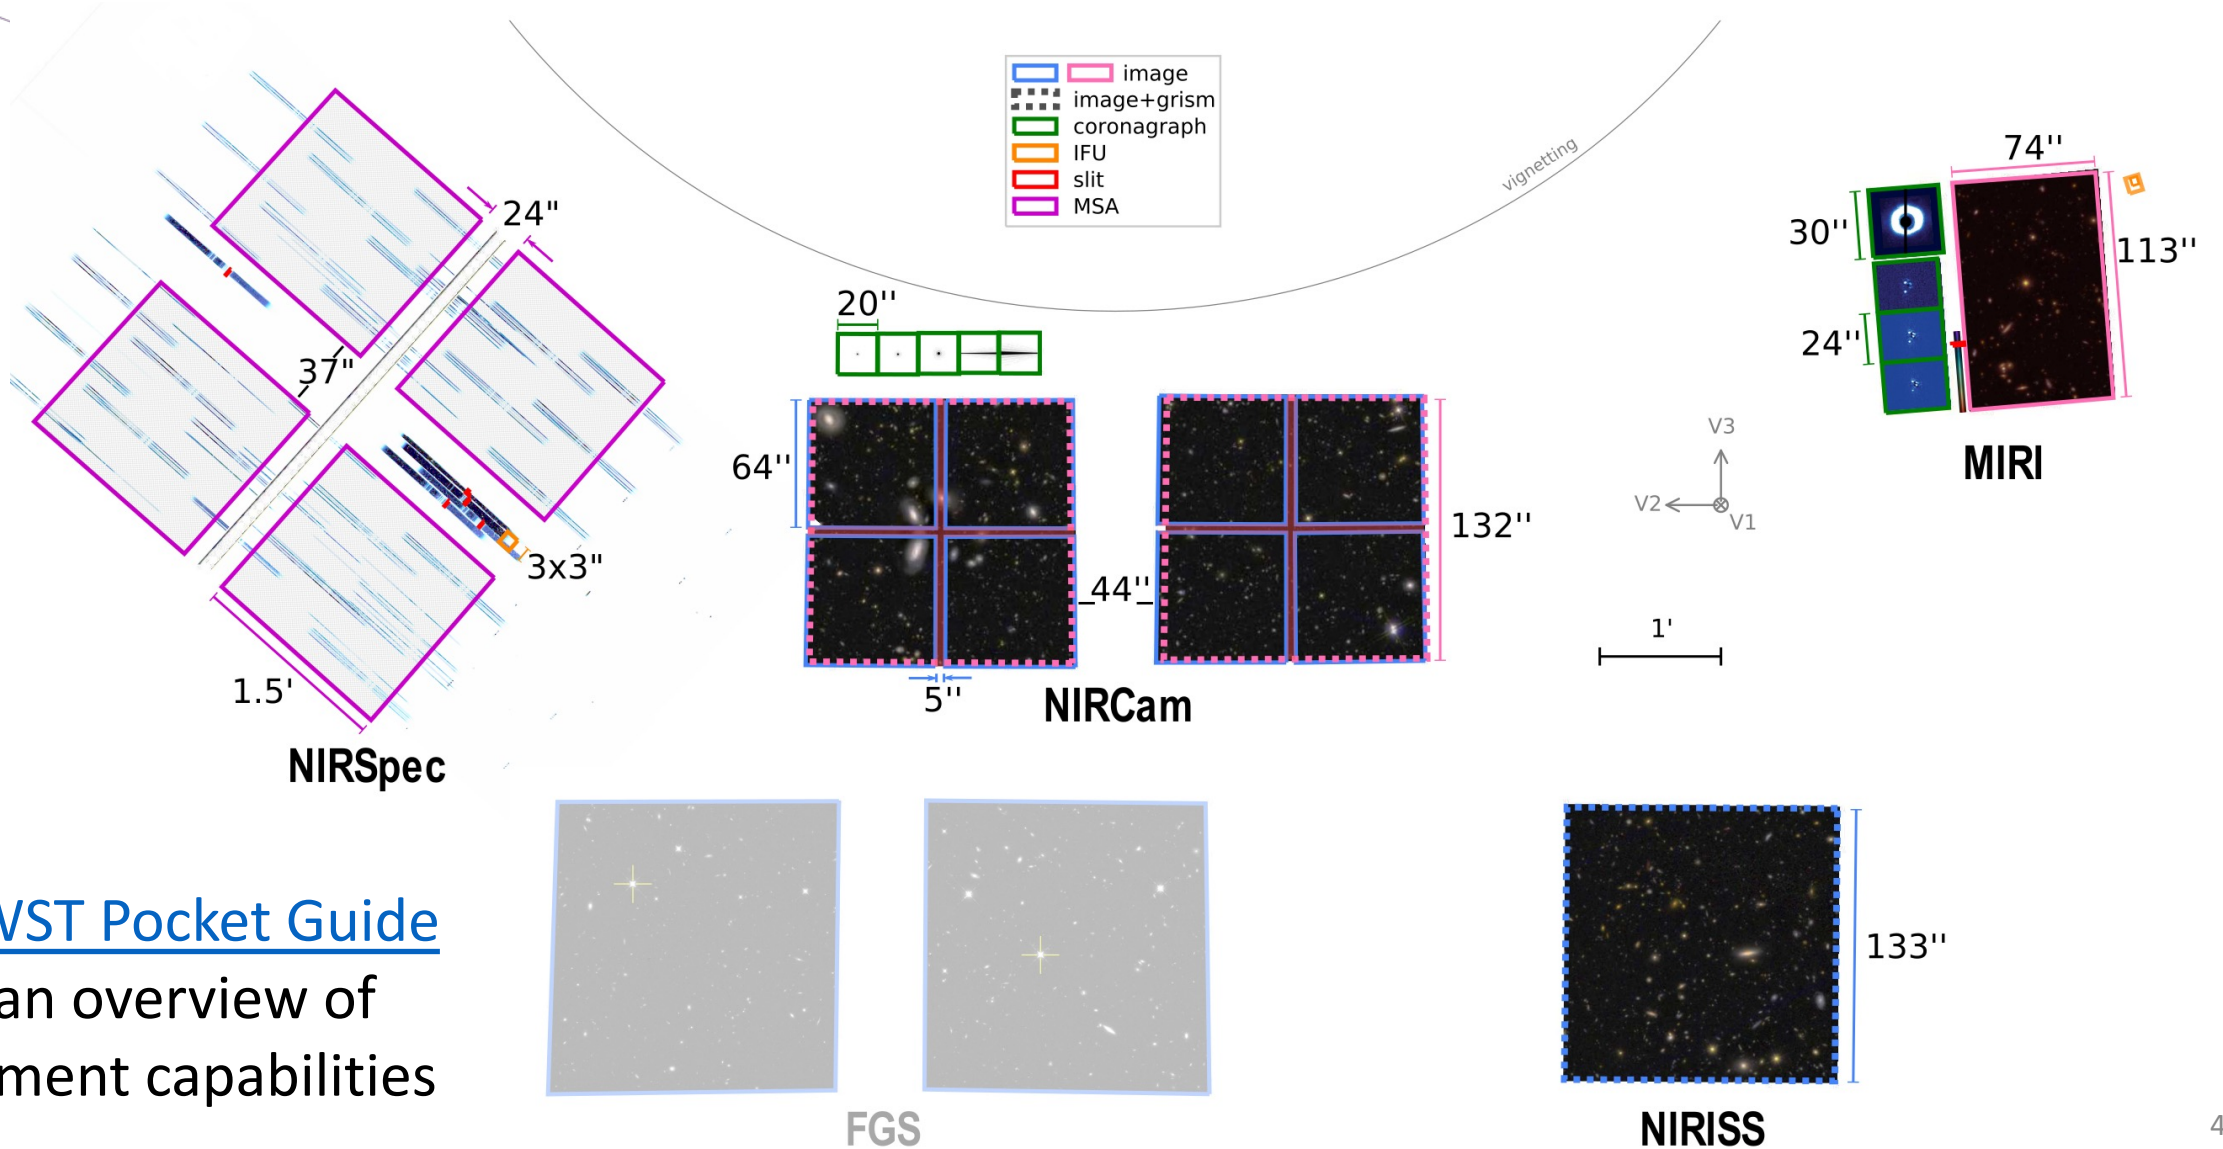 image
image+grism
coronagraph
IFU
slit
MSA
vignetting
24"
37"
3x3"
1.5'
NIRSpec
20''
64''
44''
132''
5''
NIRCam
V3
V2
V1
1'
74''
30''
113''
24''
MIRI
VST Pocket Guide
an overview of
ment capabilities
FGS
133''
NIRISS
4